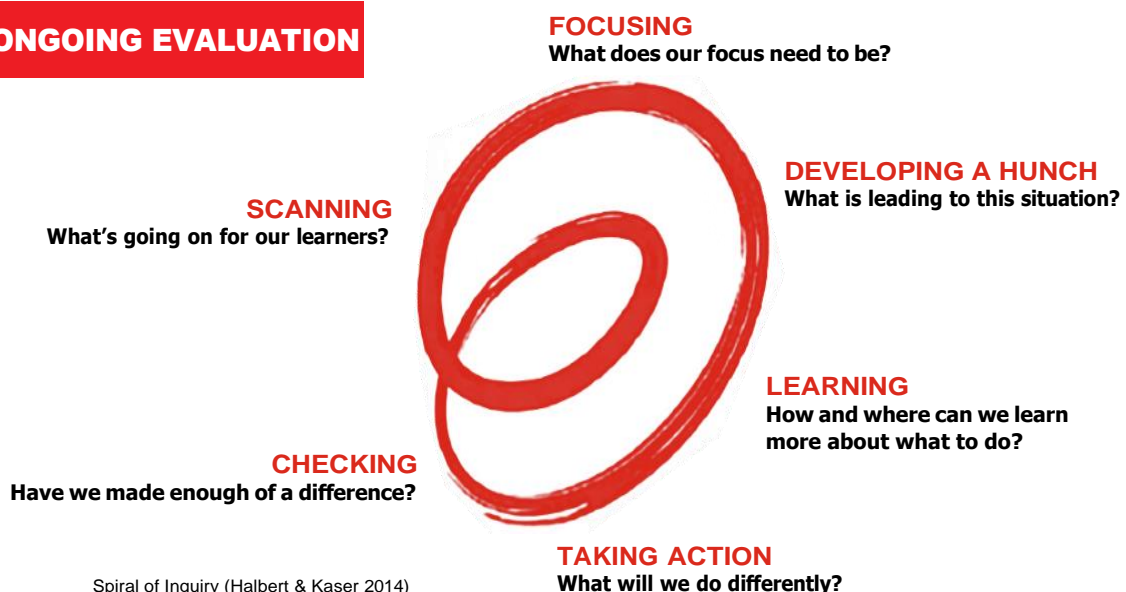 ONGOING EVALUATION
FOCUSING
What does our focus need to be?
DEVELOPING A HUNCH
What is leading to this situation?
SCANNING
What’s going on for our learners?
LEARNING
How and where can we learn
more about what to do?
CHECKING
Have we made enough of a difference?
TAKING ACTION
What will we do differently?
Spiral of Inquiry (Halbert & Kaser 2014)